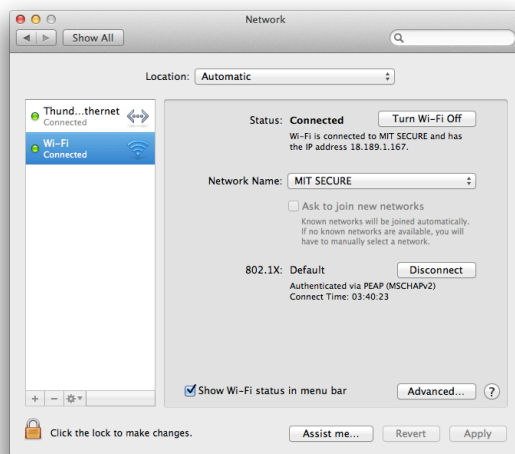 Network
Show All
Location: Automatic
Thund...thernet
Connected
Wi-Fi
Connected
Status: Connected
Turn Wi-Fi Off
Wi-Fi is connected to MIT SECURE and has
the IP address 18.189.1.167.
Network Name: MIT SECURE
Ask to join new networks
Known networks will be joined automatically.
If no known networks are available, you will
have to manually select a network.
802.1X: Default
Disconnect
Authenticated via PEAP (MSCHAPv2)
Connect Time: 03:40:23
Show Wi-Fi status in menu bar
Advanced...
?
+ −
Click the lock to make changes.
Assist me...
Revert
Apply